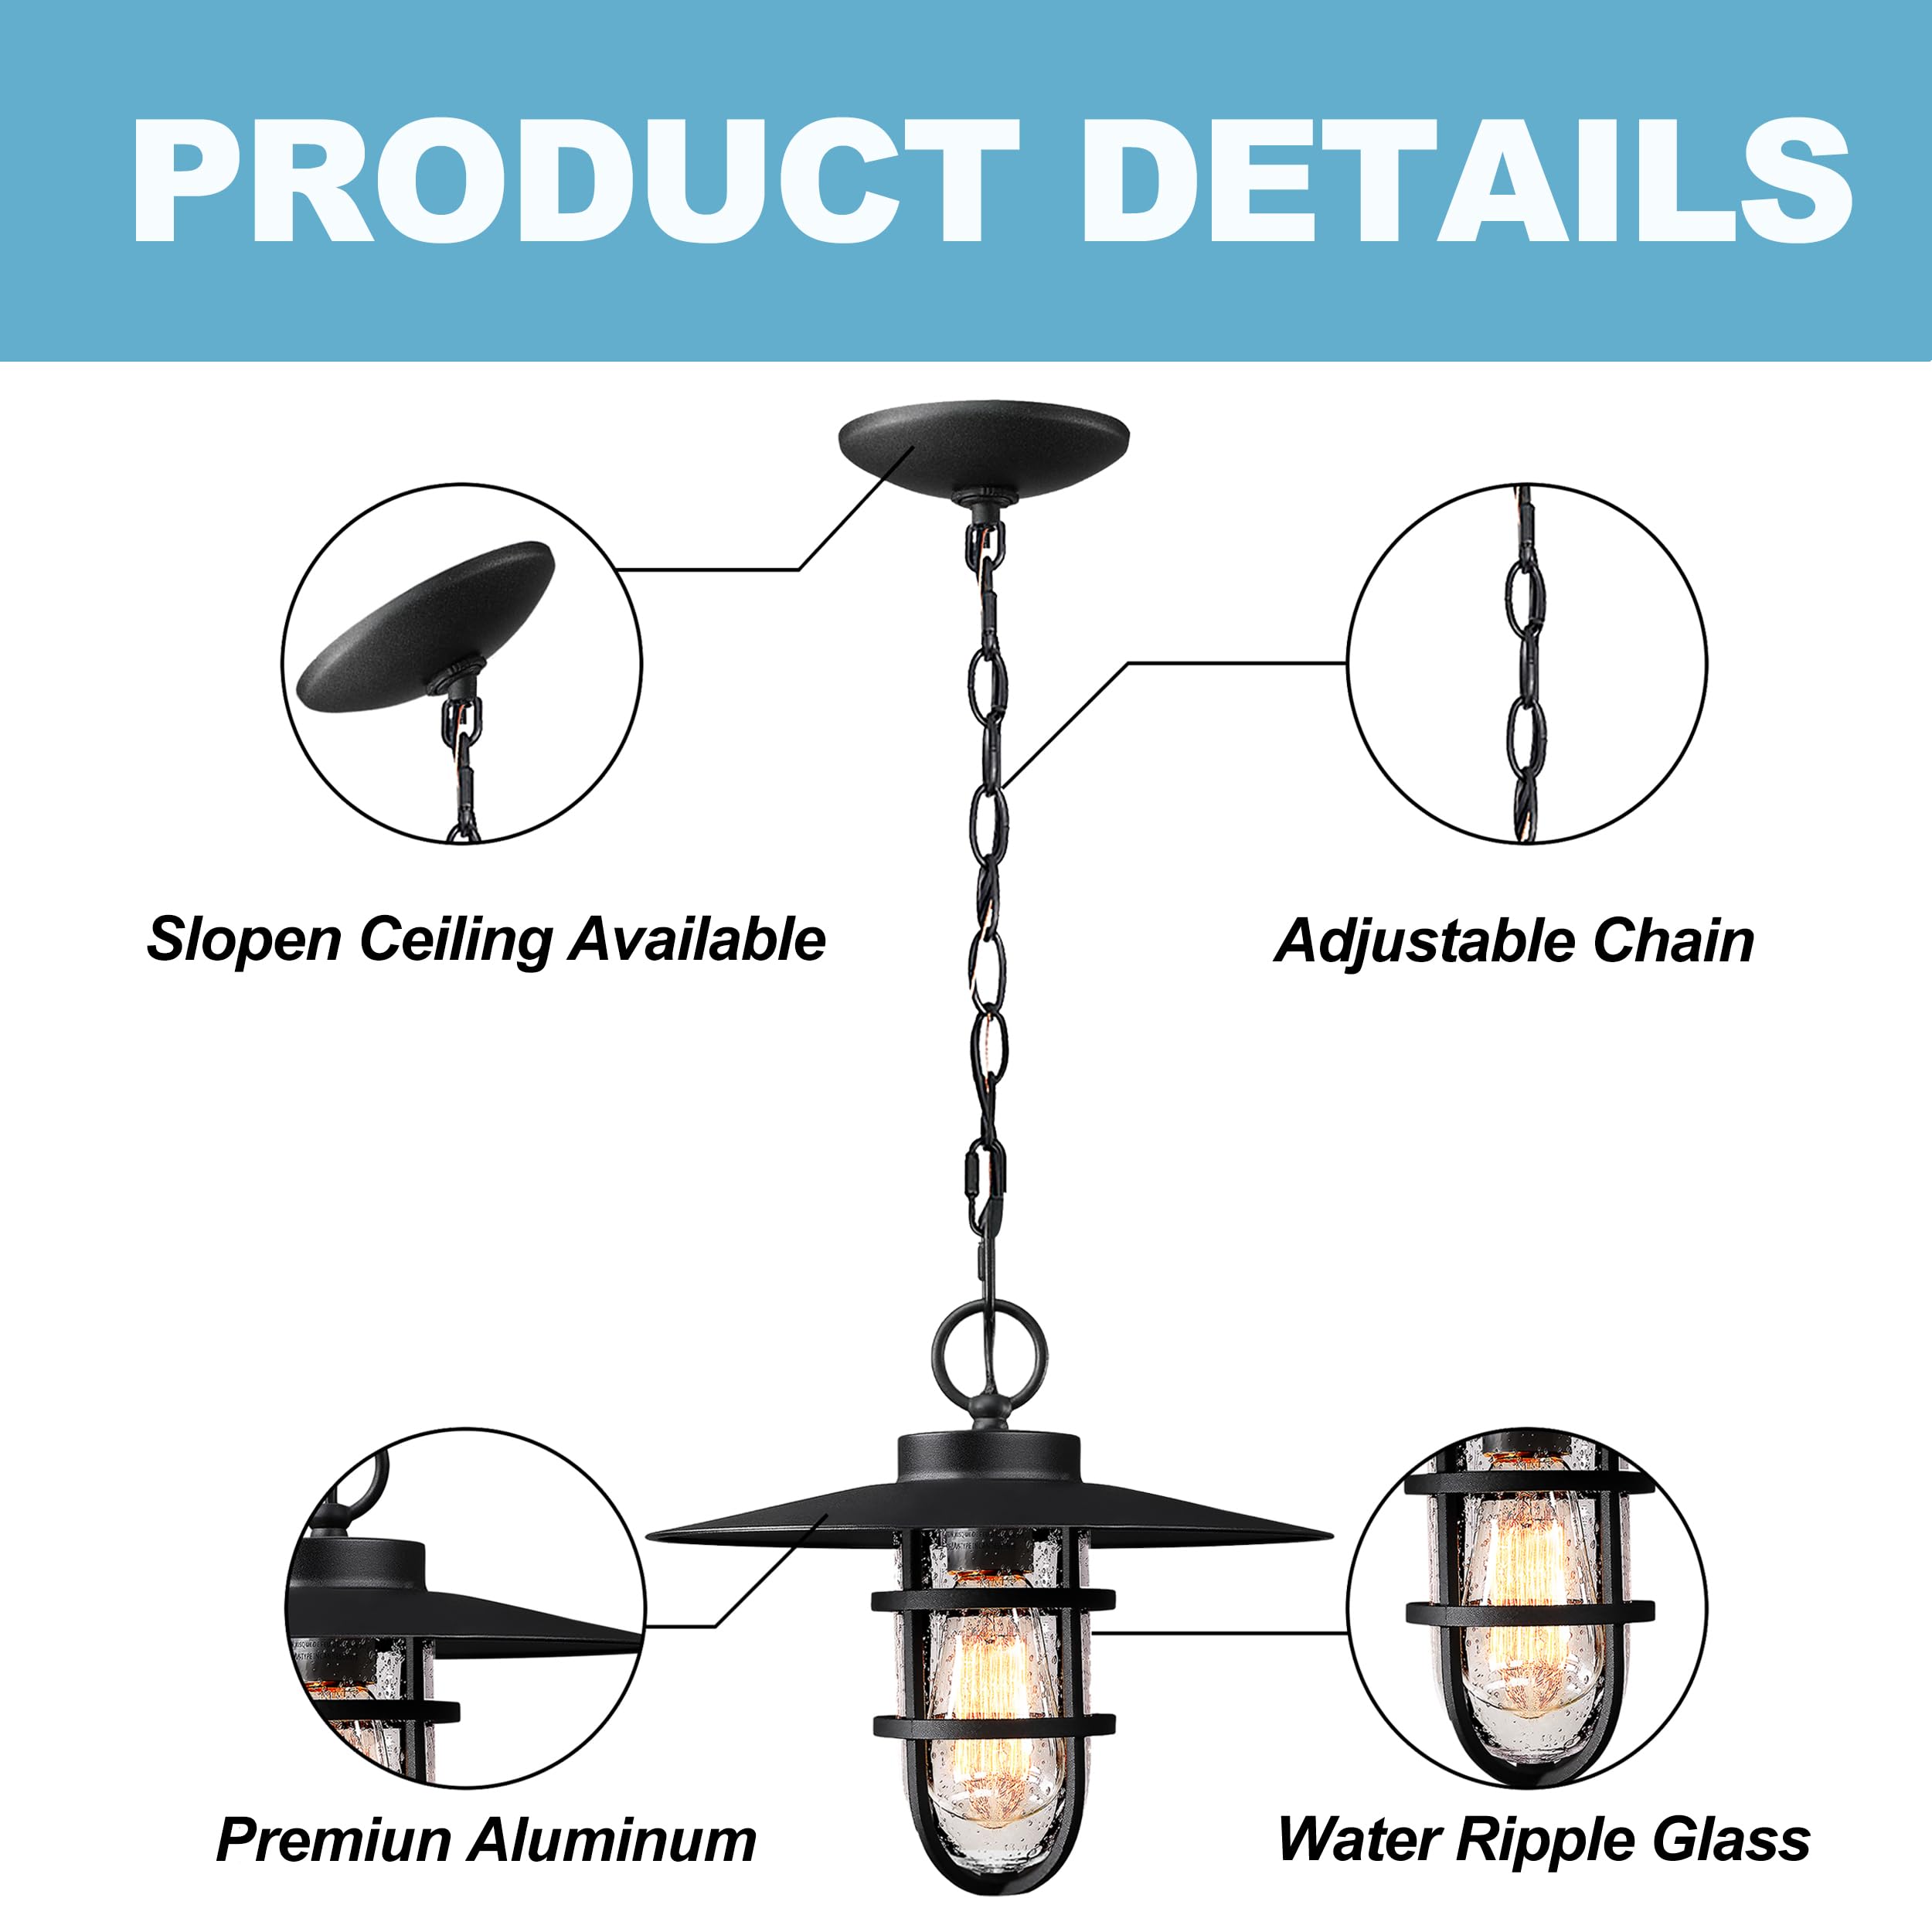 PRODUCT DETAILS
Slopen Ceiling Available
Adjustable Chain
Premiun Aluminum
Water Ripple Glass